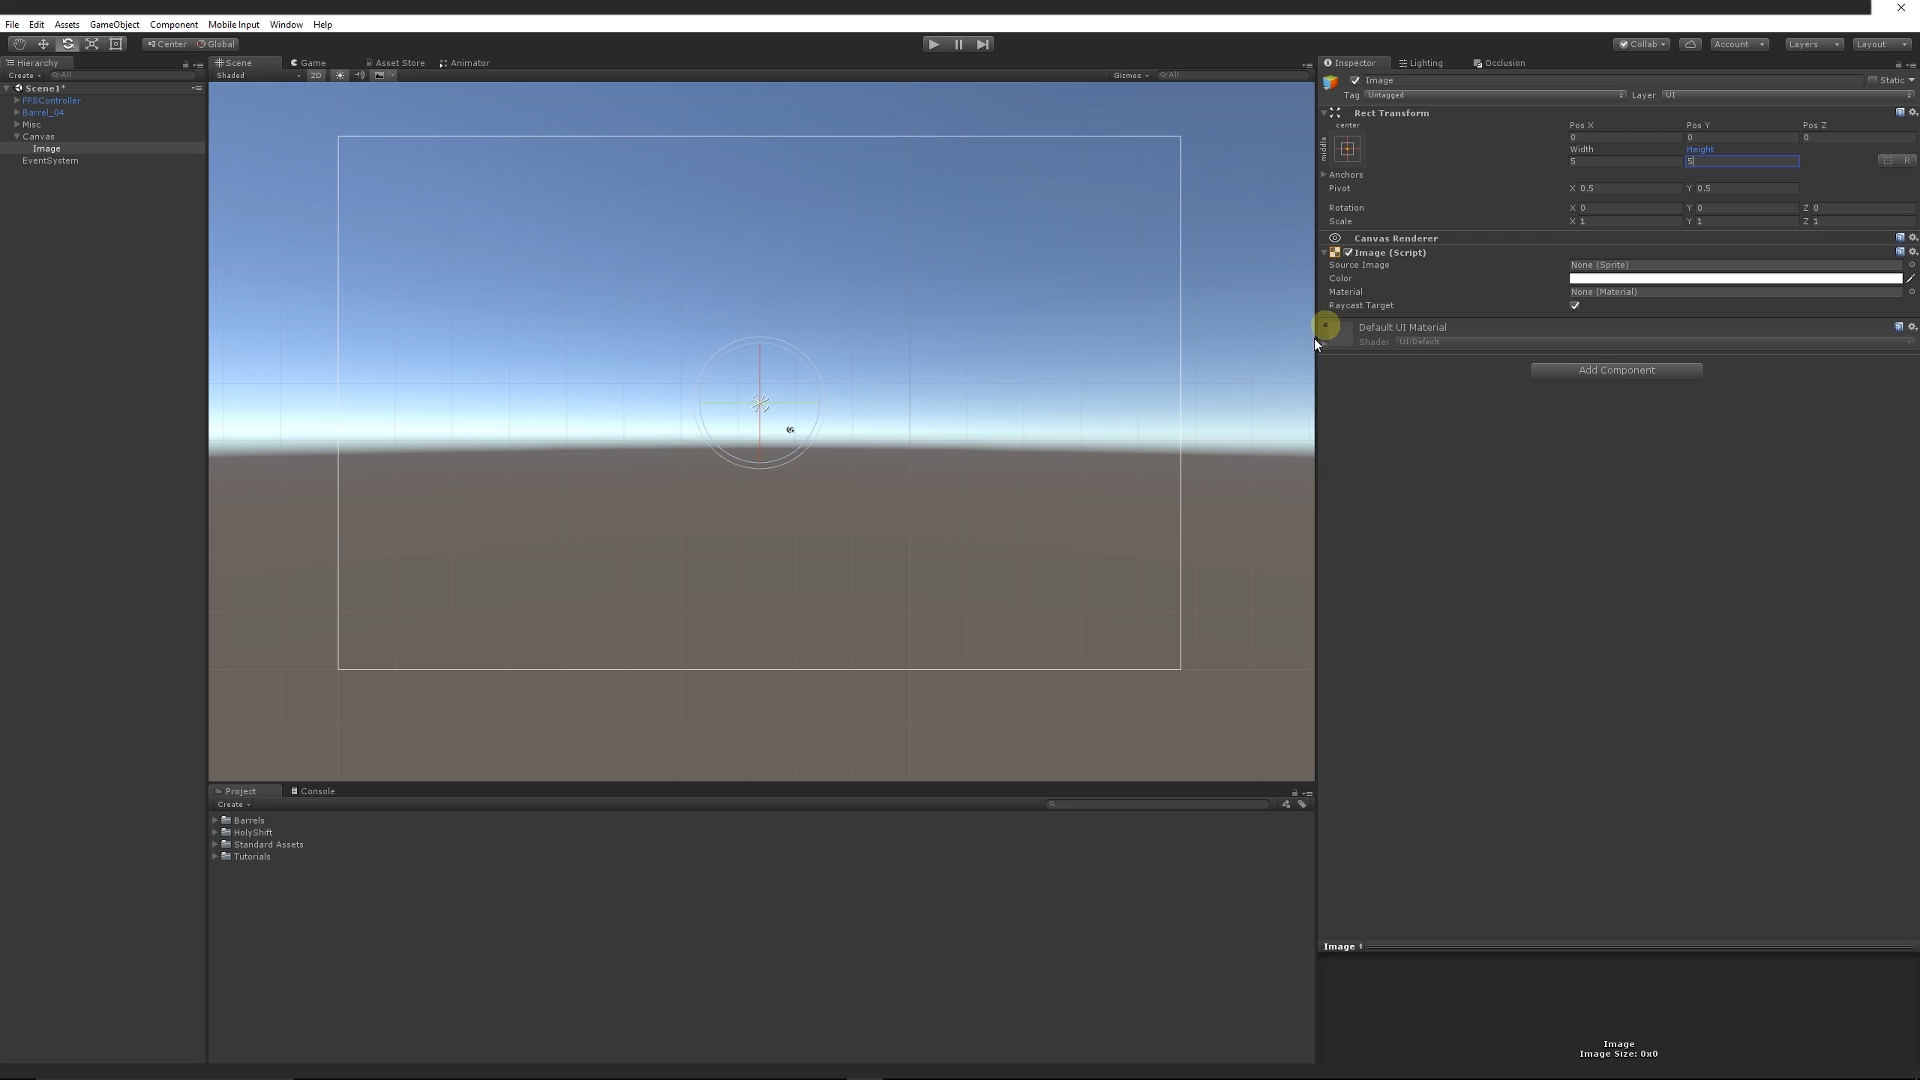 File Edit Assets GameObject Component Mobile Input Window Help
Center Global
Collab Account Layers Layout
Hierarchy
Create All
Scene1*
FPSController
Barrel_04
Misc
Canvas
Image
EventSystem
Scene Game Asset Store Animator
Shaded 2D Gizmos All
Project Console
Create
Barrels
HolyShift
Standard Assets
Tutorials
Inspector Lighting Occlusion
Image Static
Tag Untagged Layer UI
Rect Transform
center Pos X Pos Y Pos Z
middle 0 0 0
Width Height
5 5 R
Anchors
Pivot X 0.5 Y 0.5
Rotation X 0 Y 0 Z 0
Scale X 1 Y 1 Z 1
Canvas Renderer
Image (Script)
Source Image None (Sprite)
Color
Material None (Material)
Raycast Target
Default UI Material
Shader UI/Default
Add Component
Image
Image
Image Size: 0x0